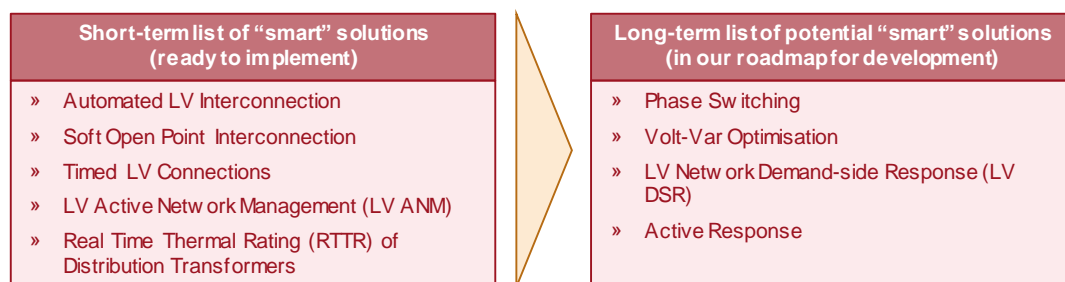 Short-term list of “smart” solutions
(ready to implement)
» Automated LV Interconnection
» Soft Open Point Interconnection
» Timed LV Connections
» LV Active Network Management (LV ANM)
» Real Time Thermal Rating (RTTR) of
Distribution Transformers
Long-term list of potential “smart” solutions
(in our roadmap for development)
» Phase Switching
» Volt-Var Optimisation
» LV Network Demand-side Response (LV
DSR)
» Active Response